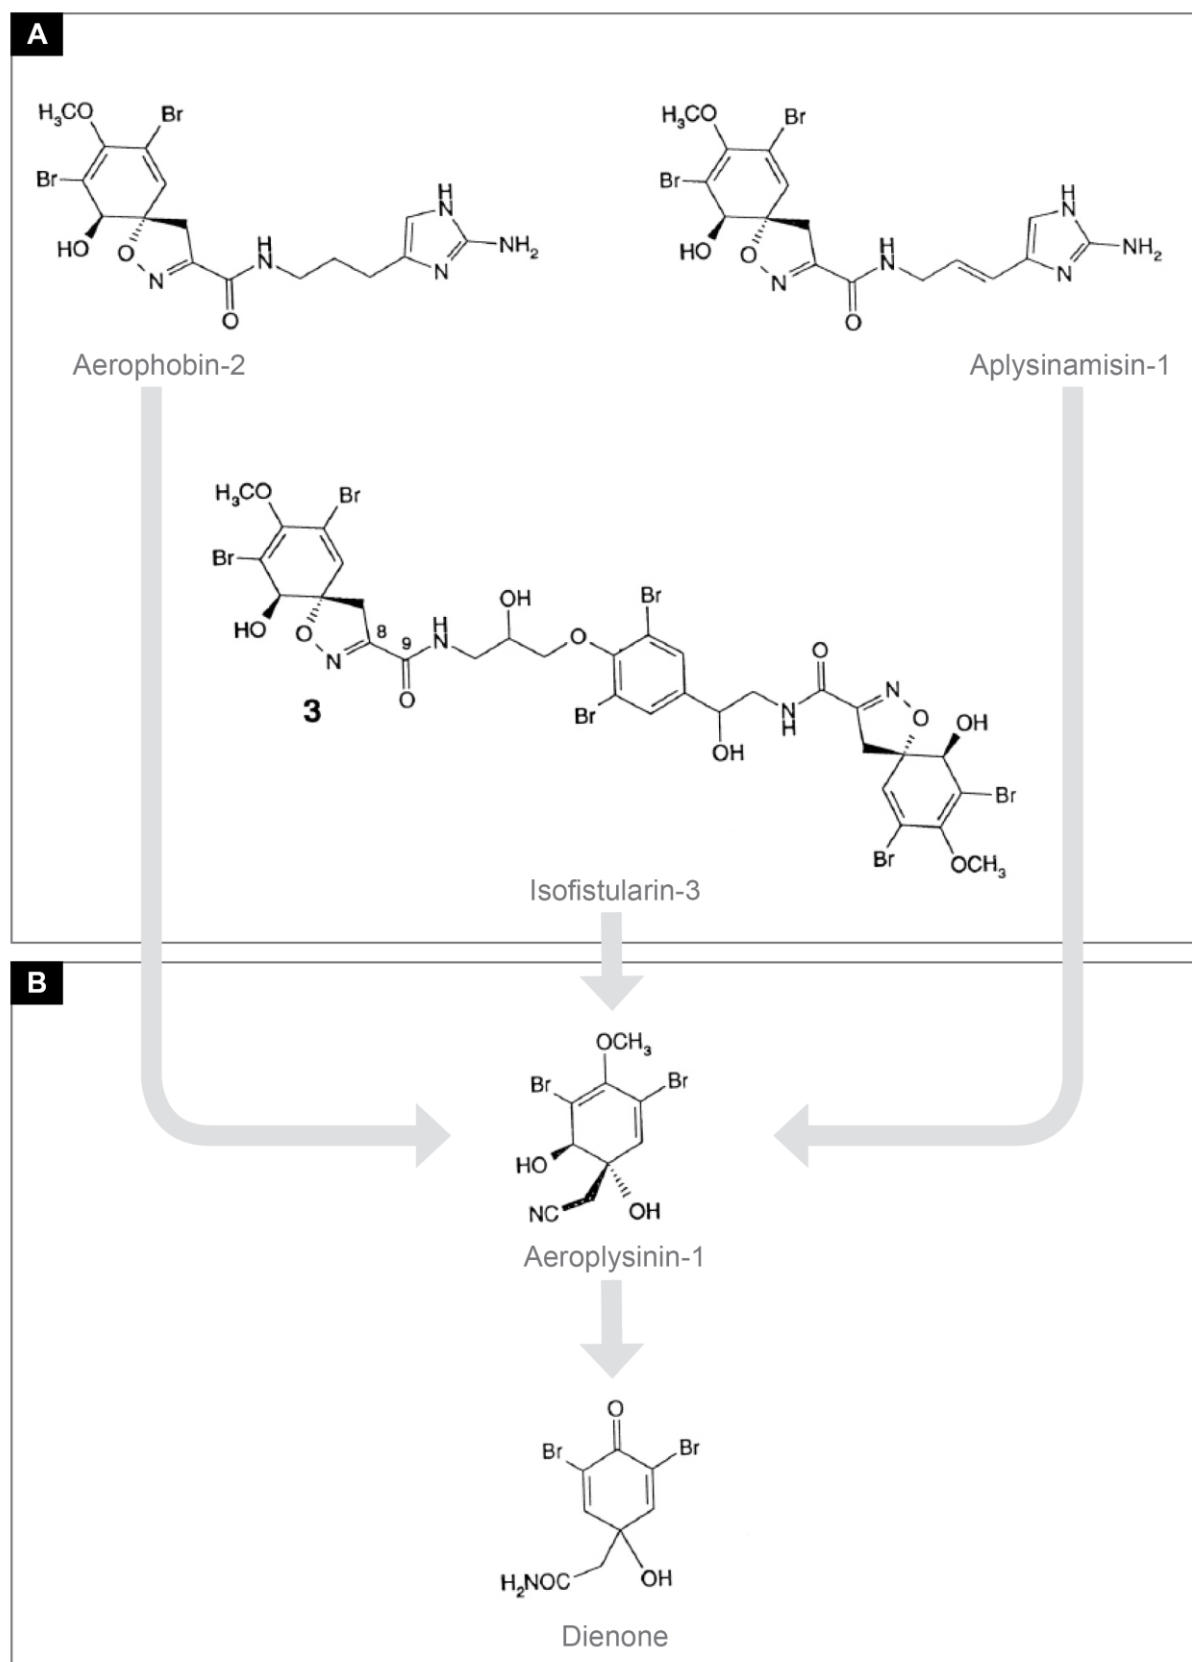 A
H₃CO Br
Br
HO O N
O
H N
H N
N
NH₂
Aerophobin-2
H₃CO Br
Br
HO O N
O
H N
H N
N
NH₂
Aplysinamisin-1
H₃CO Br
Br
HO O N
8 9
O
H N
OH
O
Br
Br
OH
N H
O
N
O
OH
Br
Br
OCH₃
3
Isofistularin-3
B
OCH₃
Br Br
HO
NC OH
Aeroplysinin-1
O
Br Br
H₂NOC OH
Dienone